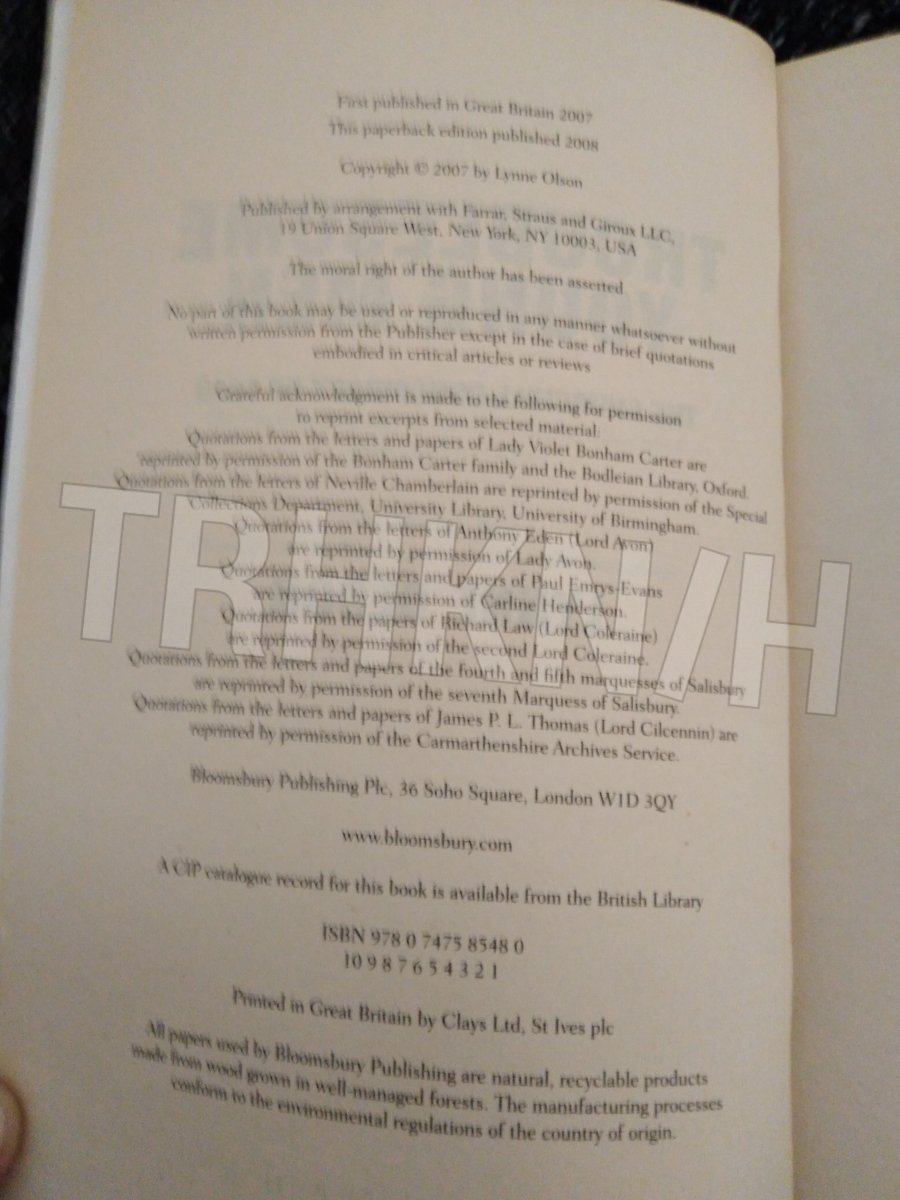 First published in Great Britain 2007
This paperback edition published 2008
Copyright © 2007 by Lynne Olson
Published by arrangement with Farrar, Straus and Giroux LLC,
19 Union Square West, New York, NY 10003, USA
The moral right of the author has been asserted
No part of this book may be used or reproduced in any manner whatsoever without
written permission from the Publisher except in the case of brief quotations
embodied in critical articles or reviews
Grateful acknowledgment is made to the following for permission
to reprint excerpts from selected material:
Quotations from the letters and papers of Lady Violet Bonham Carter are
reprinted by permission of the Bonham Carter family and the Bodleian Library, Oxford.
Quotations from the letters of Neville Chamberlain are reprinted by permission of the Special
Collections Department, University Library, University of Birmingham.
Quotations from the letters of Anthony Eden (Lord Avon)
are reprinted by permission of Lady Avon.
Quotations from the letters and papers of Paul Emrys-Evans
are reprinted by permission of Carline Henderson.
Quotations from the papers of Richard Law (Lord Coleraine)
are reprinted by permission of the second Lord Coleraine.
Quotations from the letters and papers of the fourth and fifth marquesses of Salisbury
are reprinted by permission of the seventh Marquess of Salisbury.
Quotations from the letters and papers of James P. L. Thomas (Lord Cilcennin) are
reprinted by permission of the Carmarthenshire Archives Service.
Bloomsbury Publishing Plc, 36 Soho Square, London W1D 3QY
www.bloomsbury.com
A CIP catalogue record for this book is available from the British Library
ISBN 978 0 7475 8548 0
10 9 8 7 6 5 4 3 2 1
Printed in Great Britain by Clays Ltd, St Ives plc
All papers used by Bloomsbury Publishing are natural, recyclable products
made from wood grown in well-managed forests. The manufacturing processes
conform to the environmental regulations of the country of origin.